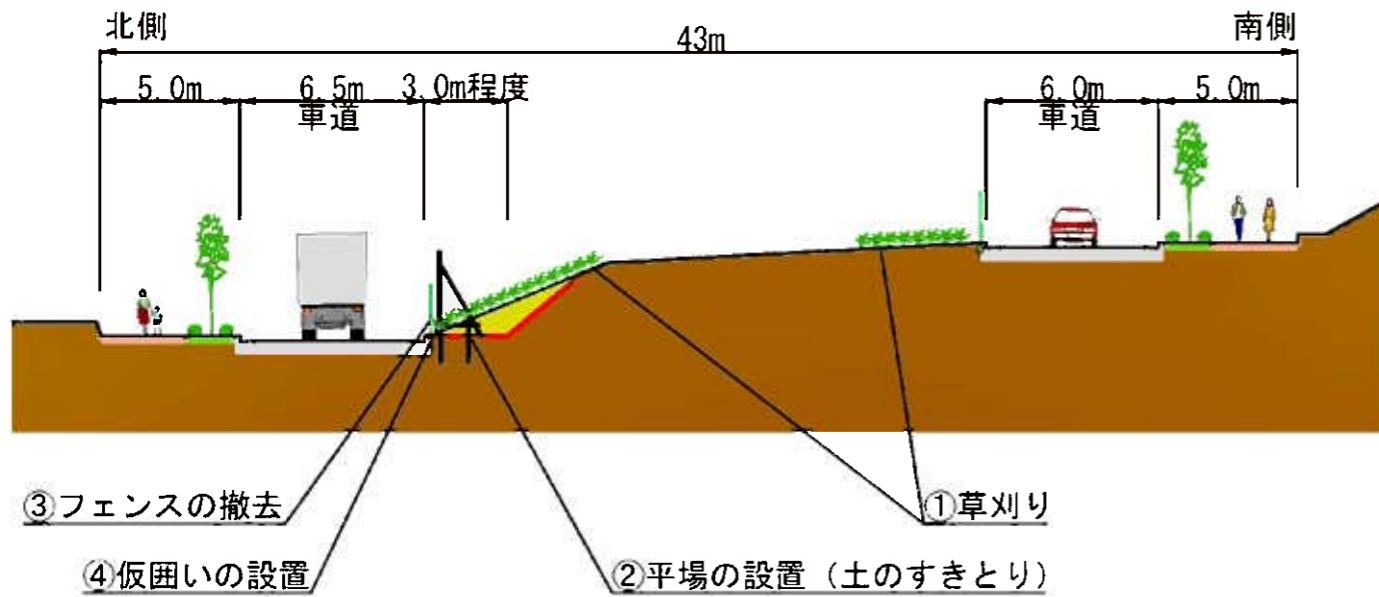 北側
南側
43m
5.0m
6.5m
3.0m程度
6.0m
5.0m
車道
車道
③フェンスの撤去
①草刈り
④仮囲いの設置
②平場の設置（土のすきとり）